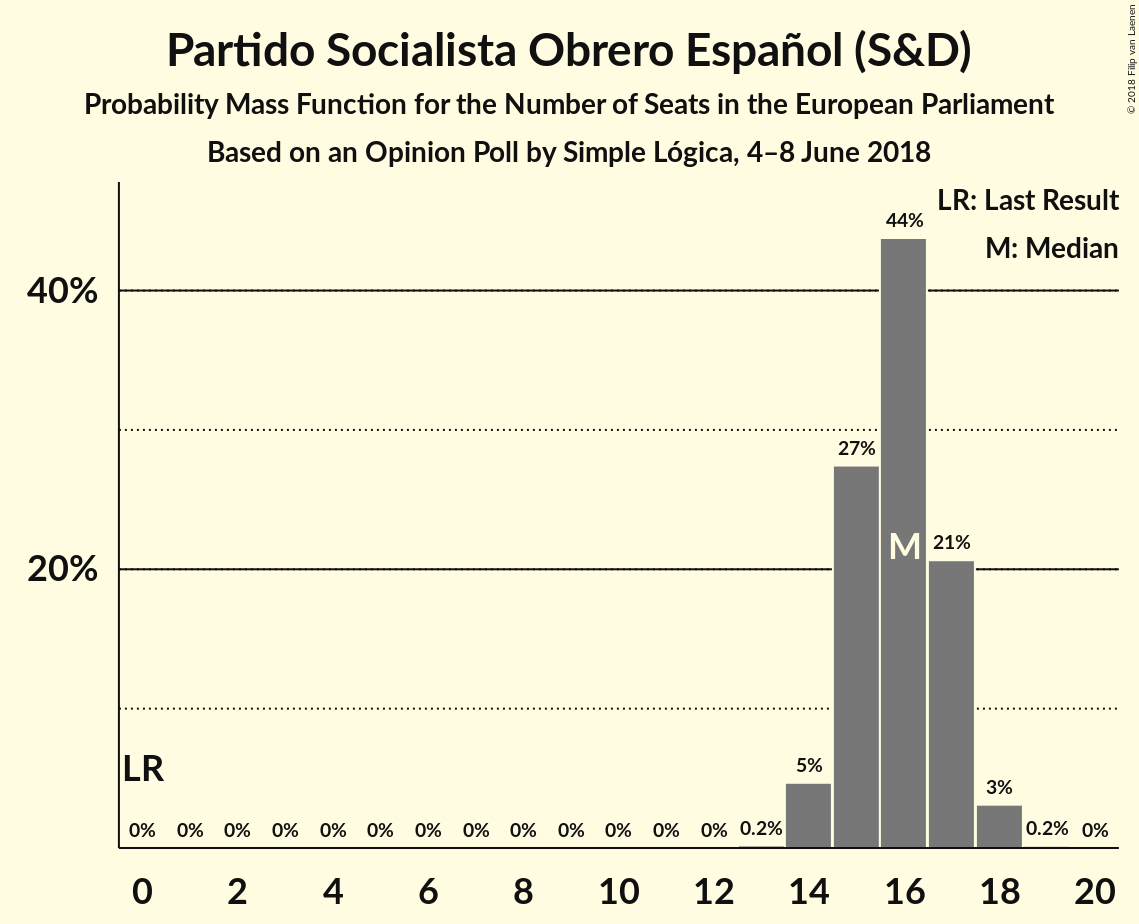 Partido Socialista Obrero Español (S&D)
Probability Mass Function for the Number of Seats in the European Parliament
Based on an Opinion Poll by Simple Lógica, 4–8 June 2018
© 2018 Filip van Laenen
LR: Last Result
M: Median
44%
40%
27%
M
21%
20%
LR
5%
3%
0% 0% 0% 0% 0% 0% 0% 0% 0% 0% 0% 0% 0% 0.2% 0.2% 0%
0 2 4 6 8 10 12 14 16 18 20